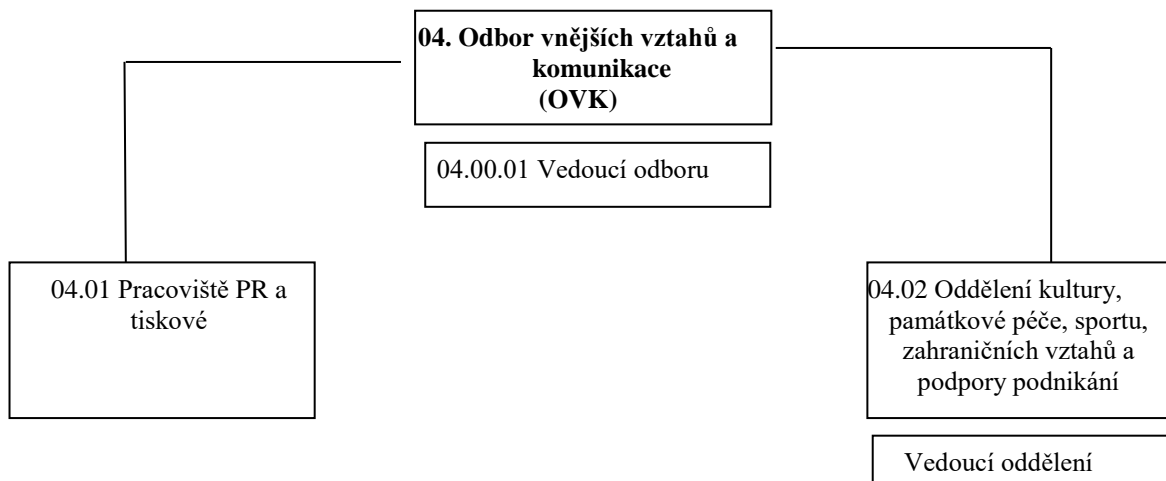 04. Odbor vnějších vztahů a
komunikace
(OVK)
04.00.01 Vedoucí odboru
04.01 Pracoviště PR a
tiskové
04.02 Oddělení kultury,
památkové péče, sportu,
zahraničních vztahů a
podpory podnikání
Vedoucí oddělení